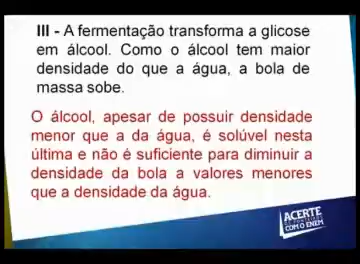 III - A fermentação transforma a glicose
em álcool. Como o álcool tem maior
densidade do que a água, a bola de
massa sobe.
O álcool, apesar de possuir densidade
menor que a da água, é solúvel nesta
última e não é suficiente para diminuir a
densidade da bola a valores menores
que a densidade da água.
ACERTE
COM O ENEM